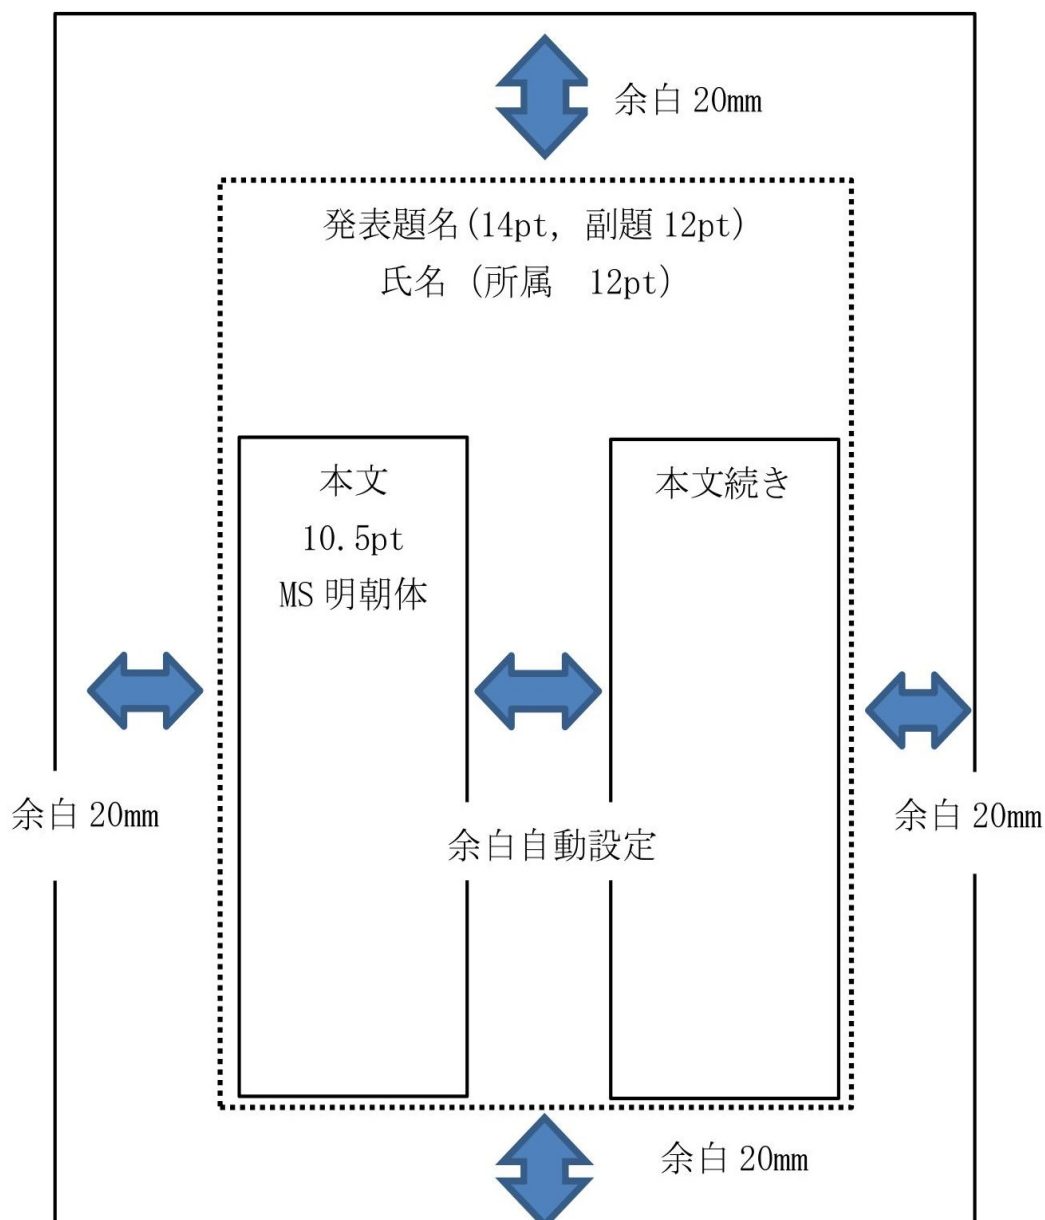 余白 20mm
発表題名(14pt, 副題 12pt)
氏名 (所属　12pt)
本文
10.5pt
MS 明朝体
本文続き
余白 20mm
余白自動設定
余白 20mm
余白 20mm